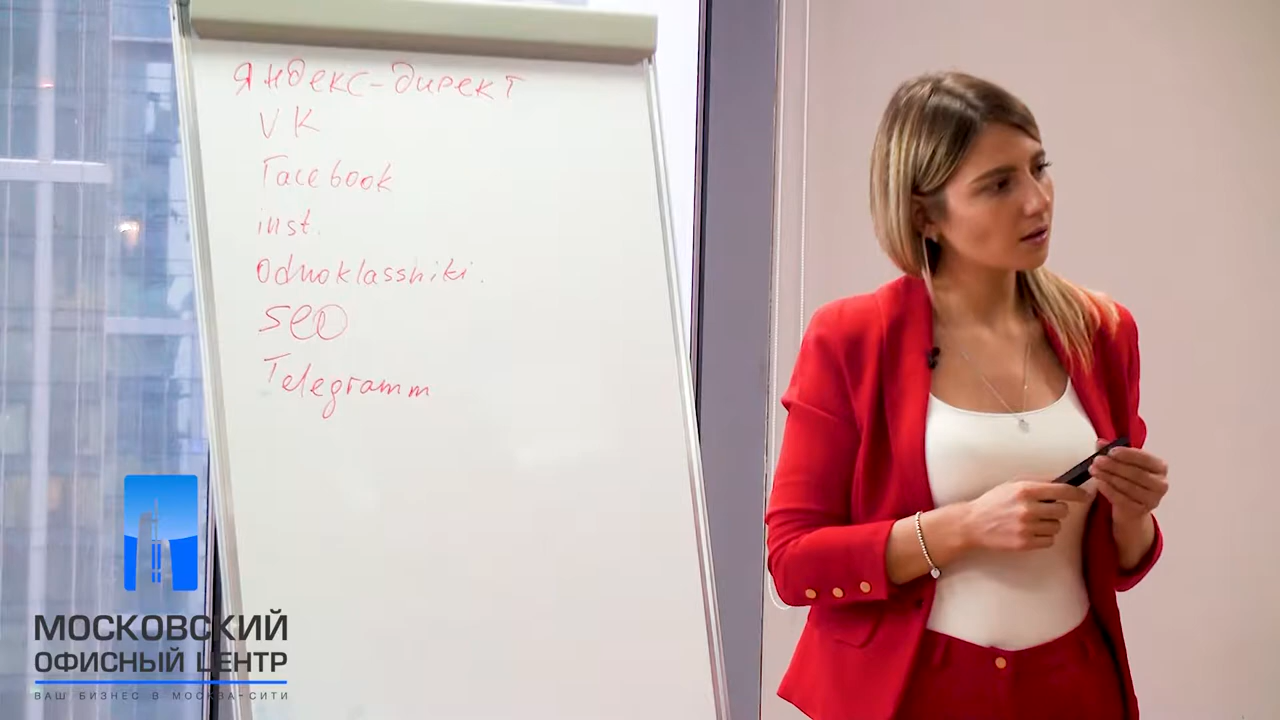 Яндекс-директ
VK
Facebook
inst.
Odnoklasshiki.
SEO
Telegramm
МОСКОВСКИЙ
ОФИСНЫЙ ЦЕНТР
ВАШ БИЗНЕС В МОСКВА-СИТИ